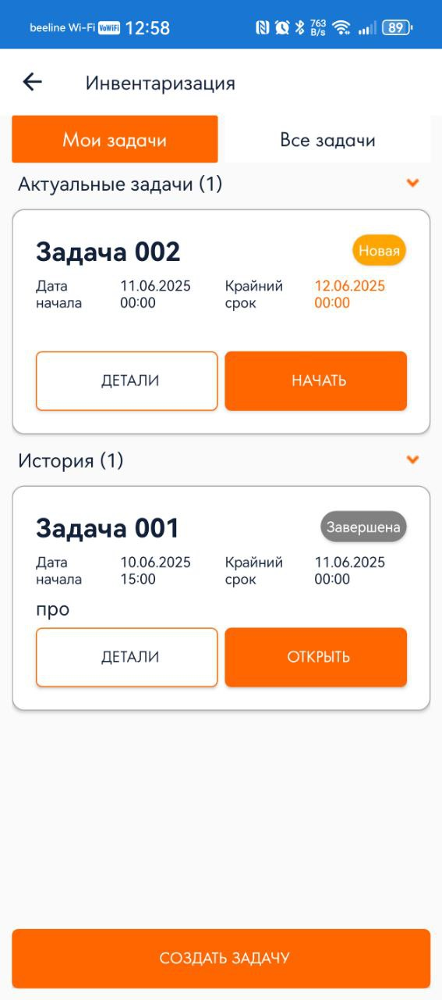 beeline Wi-Fi VoWiFi 12:58 763 B/s 89
Инвентаризация
Мои задачи Все задачи
Актуальные задачи (1)
Задача 002 Новая
Дата 11.06.2025 Крайний 12.06.2025
начала 00:00 срок 00:00
ДЕТАЛИ НАЧАТЬ
История (1)
Задача 001 Завершена
Дата 10.06.2025 Крайний 11.06.2025
начала 15:00 срок 00:00
про
ДЕТАЛИ ОТКРЫТЬ
СОЗДАТЬ ЗАДАЧУ